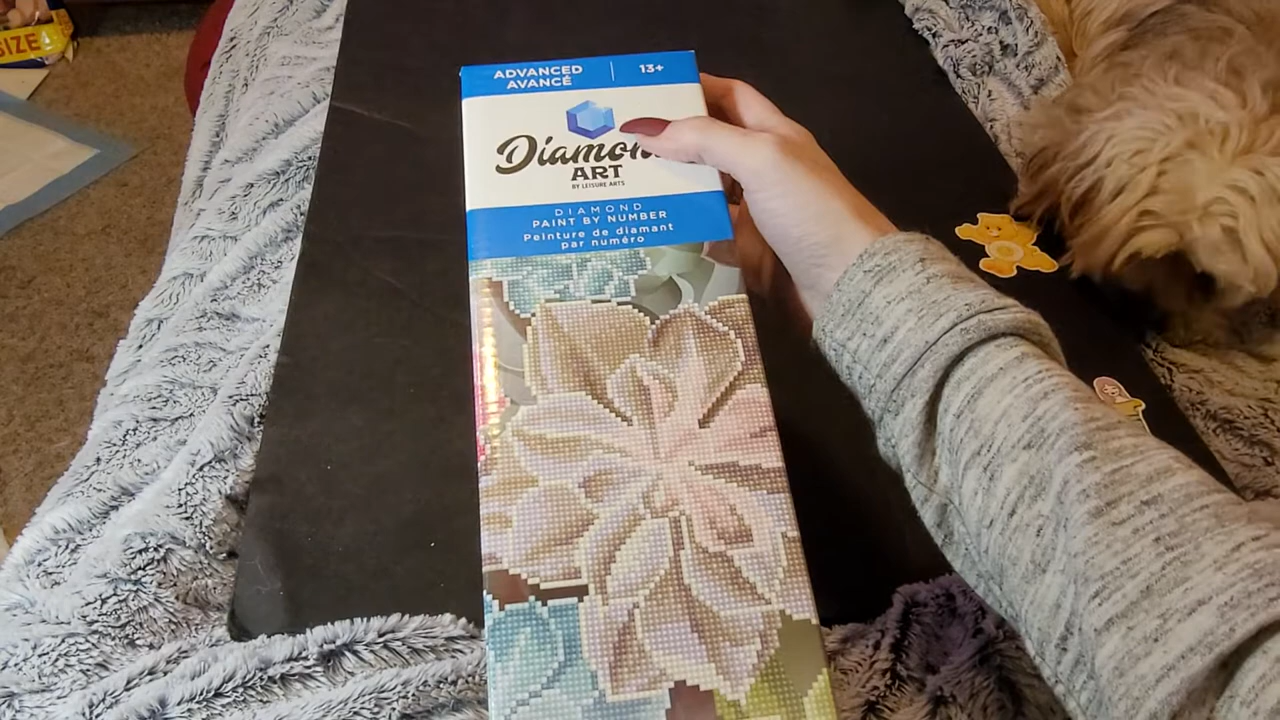 SIZE
ADVANCED
AVANCÉ
13+
Diamon
ART
BY LEISURE ARTS
DIAMOND
PAINT BY NUMBER
Peinture de diamant
par numéro